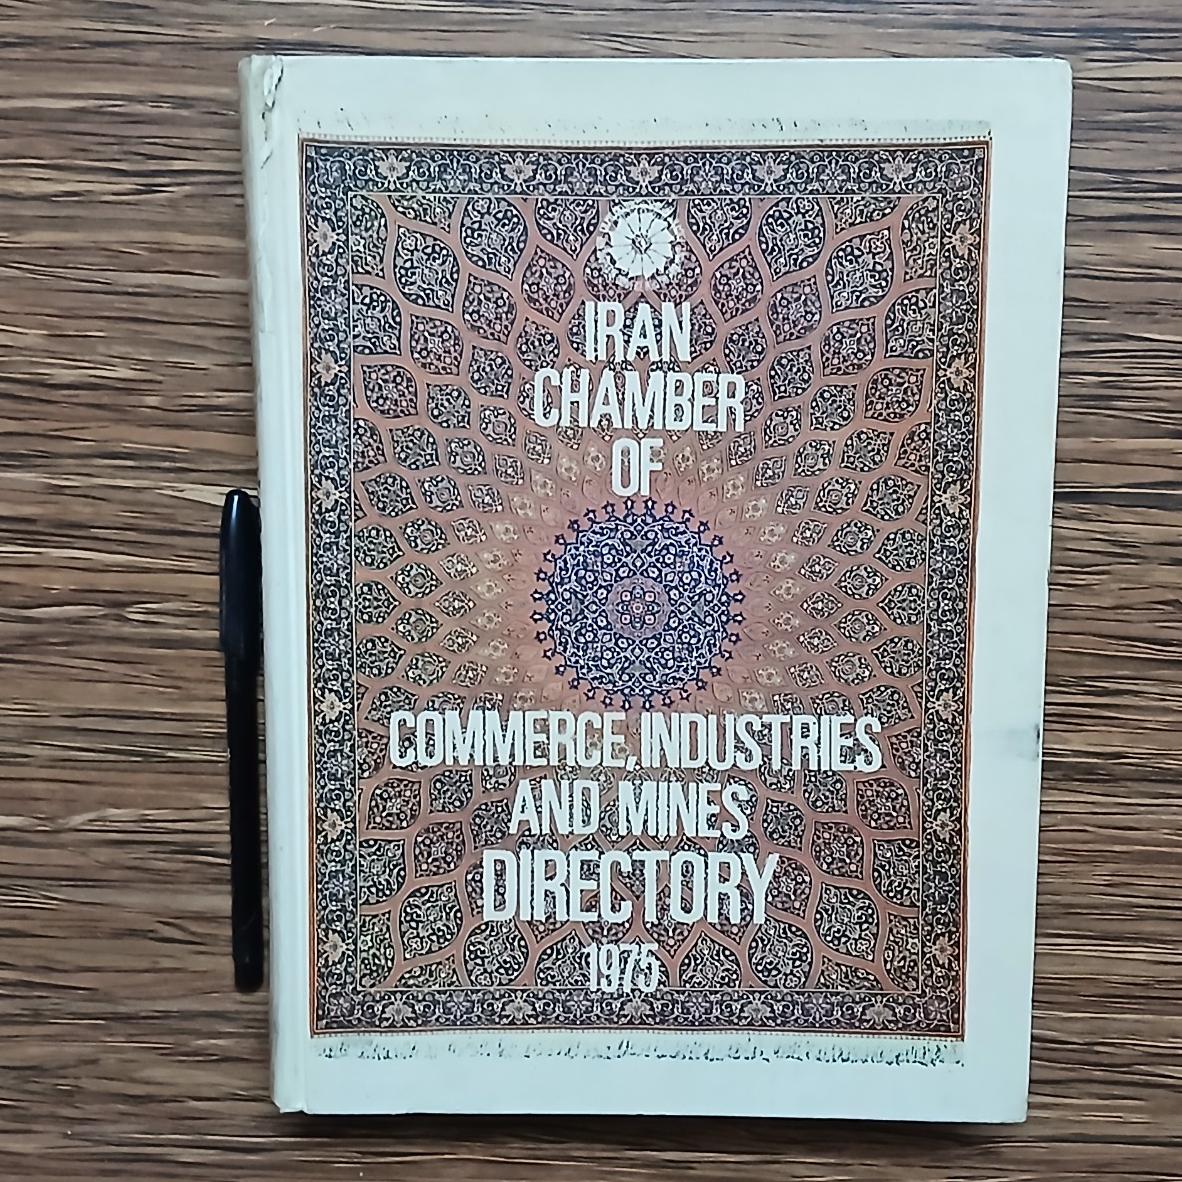 IRAN
CHAMBER
OF
COMMERCE, INDUSTRIES
AND MINES
DIRECTORY
1975